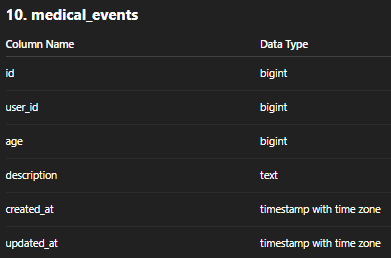 10. medical_events
Column Name Data Type
id bigint
user_id bigint
age bigint
description text
created_at timestamp with time zone
updated_at timestamp with time zone